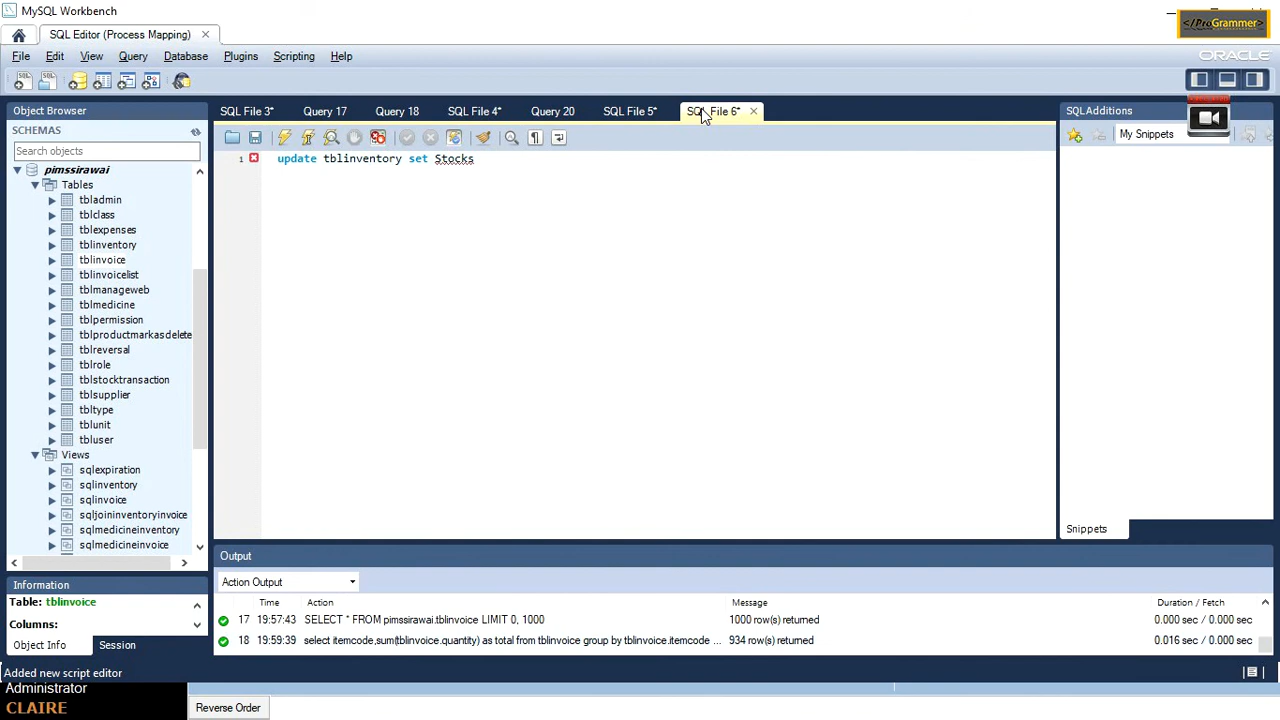 MySQL Workbench
</ProGrammer>
SQL Editor (Process Mapping)
ORACLE
File Edit View Query Database Plugins Scripting Help
Object Browser
SQL File 3* Query 17 Query 18 SQL File 4* Query 20 SQL File 5* SQL File 6*
SQLAdditions
SCHEMAS
My Snippets
Search objects
1 update tblinventory set Stocks
pimssirawai
Tables
tbladmin
tblclass
tblexpenses
tblinventory
tblinvoice
tblinvoicelist
tblmanageweb
tblmedicine
tblpermission
tblproductmarkasdelete
tblreversal
tblrole
tblstocktransaction
tblsupplier
tbltype
tblunit
tbluser
Views
sqlexpiration
sqlinventory
sqlinvoice
sqljoininventoryinvoice
sqlmedicineinventory
sqlmedicineinvoice
Snippets
Output
Action Output
Time Action Message Duration / Fetch
17 19:57:43 SELECT * FROM pimssirawai.tblinvoice LIMIT 0, 1000 1000 row(s) returned 0.000 sec / 0.000 sec
18 19:59:39 select itemcode,sum(tblinvoice.quantity) as total from tblinvoice group by tblinvoice.itemcode ... 934 row(s) returned 0.016 sec / 0.000 sec
Information
Table: tblinvoice
Columns:
Object Info Session
Added new script editor
Administrator
CLAIRE
Reverse Order